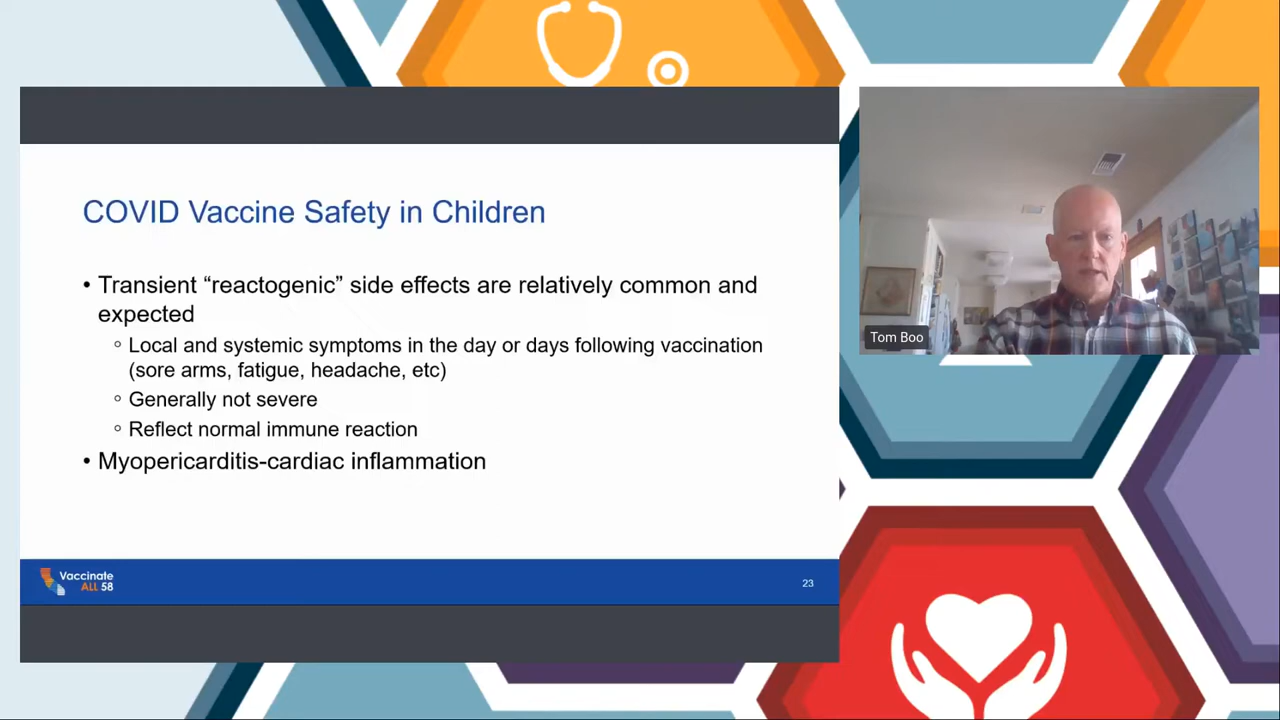 COVID Vaccine Safety in Children
• Transient “reactogenic” side effects are relatively common and
expected
◦ Local and systemic symptoms in the day or days following vaccination
(sore arms, fatigue, headache, etc)
◦ Generally not severe
◦ Reflect normal immune reaction
• Myopericarditis-cardiac inflammation
Vaccinate
ALL 58
23
Tom Boo